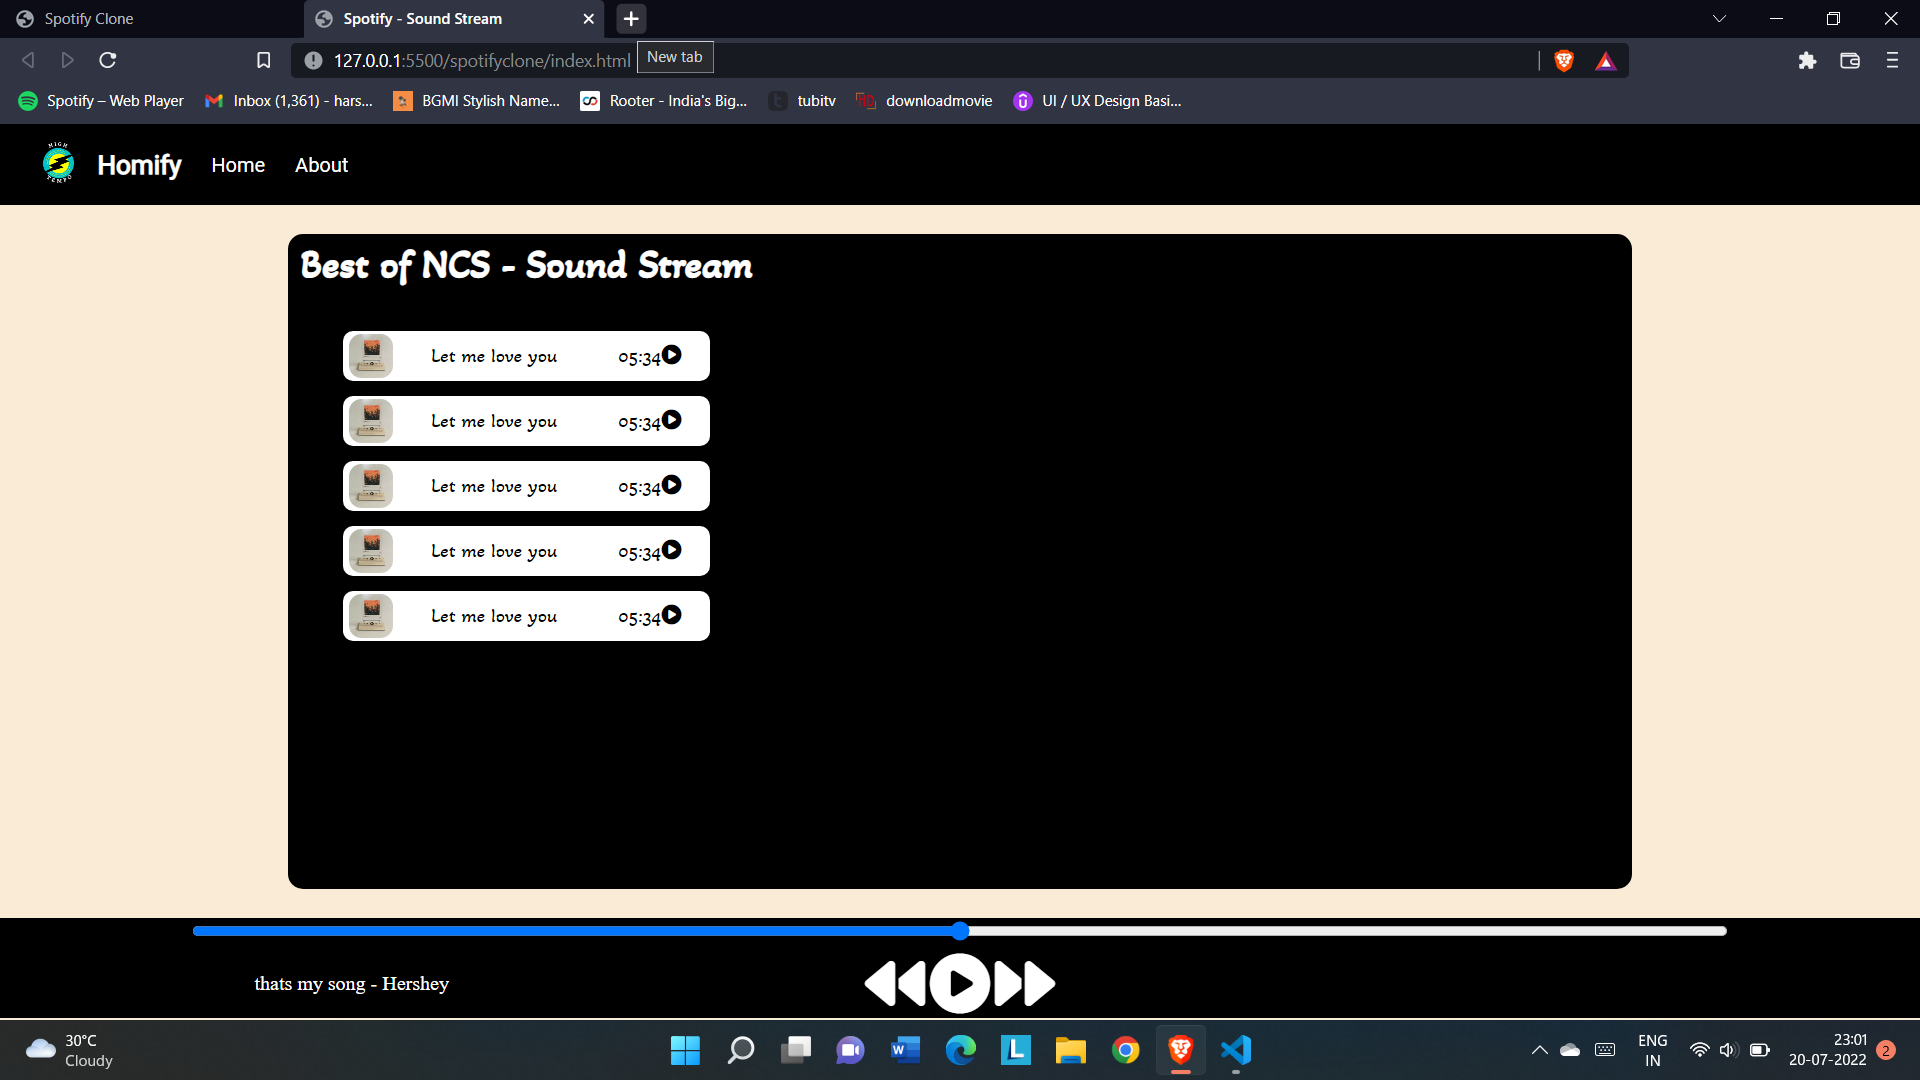 Spotify Clone
Spotify - Sound Stream
127.0.0.1:5500/spotifyclone/index.html
New tab
Spotify – Web Player
Inbox (1,361) - hars...
BGMI Stylish Name...
Rooter - India's Big...
tubitv
downloadmovie
UI / UX Design Basi...
HIGH
TEMPO
Homify
Home
About
Best of NCS - Sound Stream
Let me love you 05:34
Let me love you 05:34
Let me love you 05:34
Let me love you 05:34
Let me love you 05:34
thats my song - Hershey
30°C
Cloudy
ENG
IN
23:01
20-07-2022
2